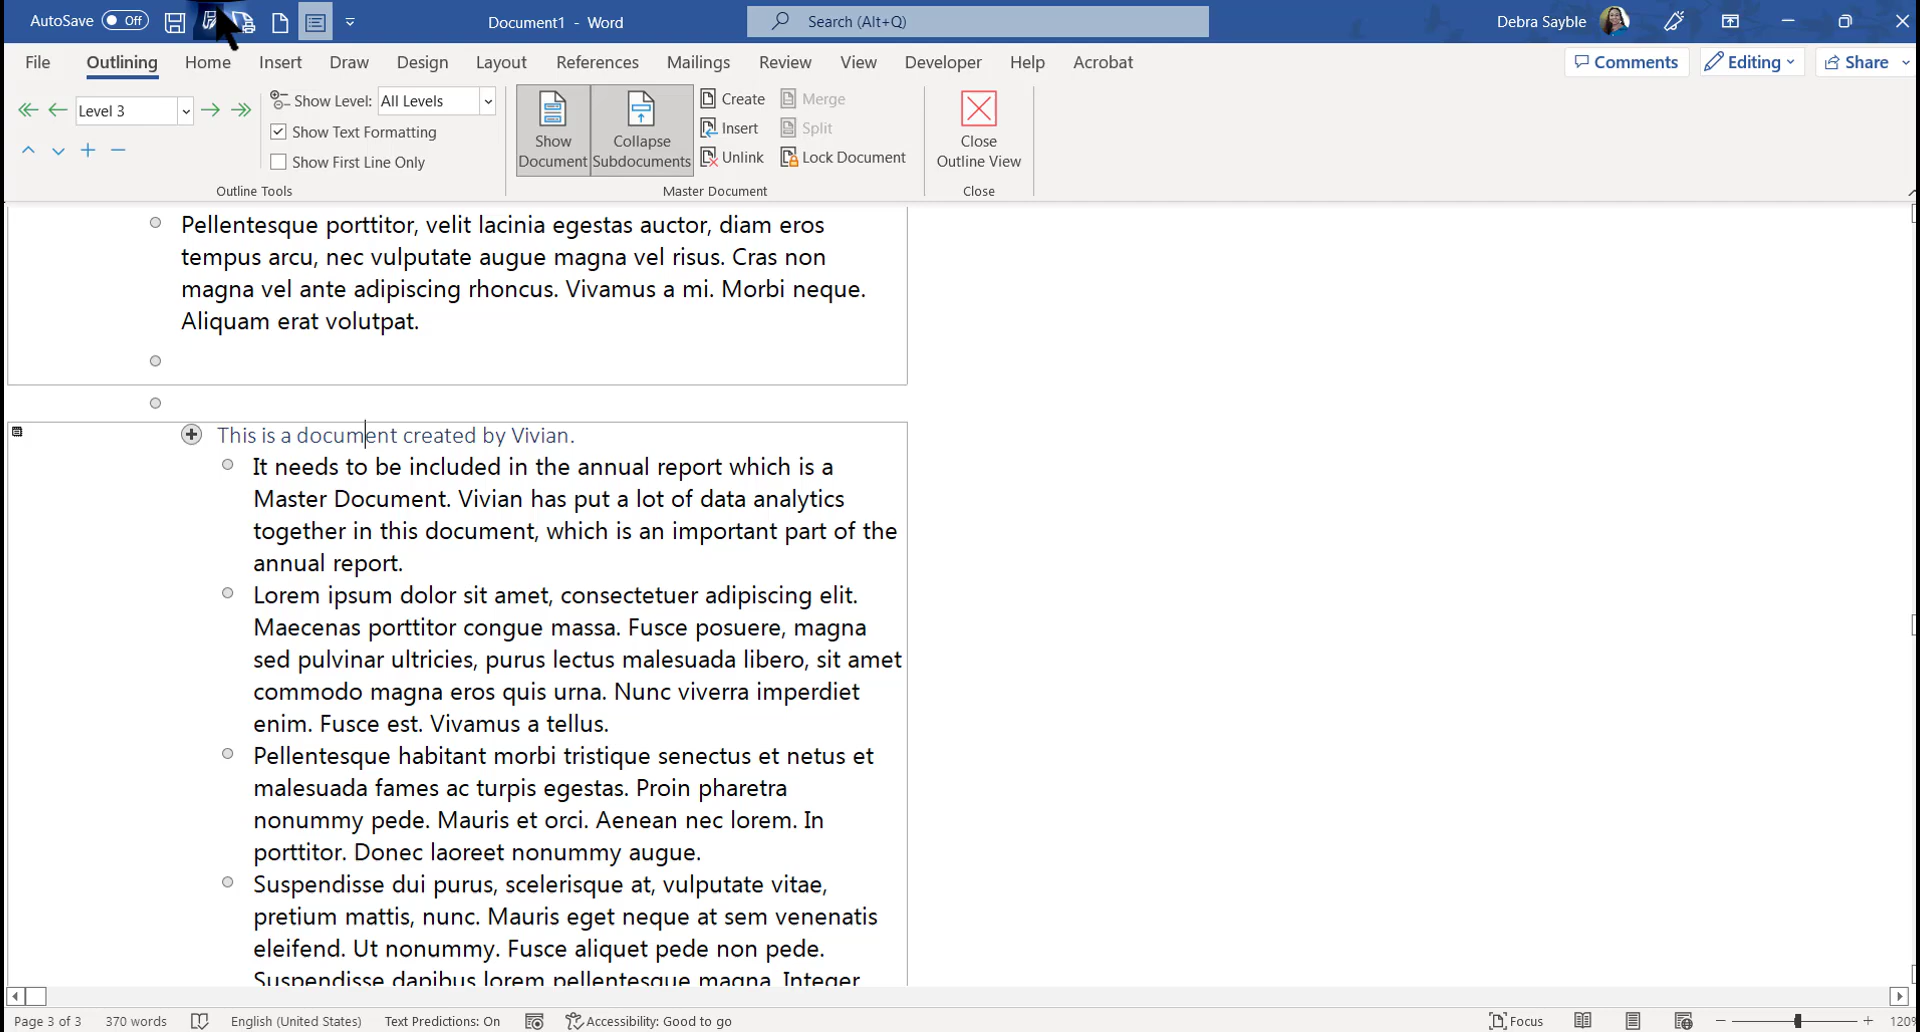 AutoSave Off Document1 - Word Search (Alt+Q) Debra Sayble
File Outlining Home Insert Draw Design Layout References Mailings Review View Developer Help Acrobat Comments Editing Share
Level 3 Show Level: All Levels
Show Text Formatting
Show First Line Only
Outline Tools
Show Document
Collapse Subdocuments
Create Merge
Insert Split
Unlink Lock Document
Master Document
Close Outline View
Close
Pellentesque porttitor, velit lacinia egestas auctor, diam eros
tempus arcu, nec vulputate augue magna vel risus. Cras non
magna vel ante adipiscing rhoncus. Vivamus a mi. Morbi neque.
Aliquam erat volutpat.
This is a document created by Vivian.
It needs to be included in the annual report which is a
Master Document. Vivian has put a lot of data analytics
together in this document, which is an important part of the
annual report.
Lorem ipsum dolor sit amet, consectetuer adipiscing elit.
Maecenas porttitor congue massa. Fusce posuere, magna
sed pulvinar ultricies, purus lectus malesuada libero, sit amet
commodo magna eros quis urna. Nunc viverra imperdiet
enim. Fusce est. Vivamus a tellus.
Pellentesque habitant morbi tristique senectus et netus et
malesuada fames ac turpis egestas. Proin pharetra
nonummy pede. Mauris et orci. Aenean nec lorem. In
porttitor. Donec laoreet nonummy augue.
Suspendisse dui purus, scelerisque at, vulputate vitae,
pretium mattis, nunc. Mauris eget neque at sem venenatis
eleifend. Ut nonummy. Fusce aliquet pede non pede.
Suspendisse dapibus lorem pellentesque magna. Integer
Page 3 of 3 370 words English (United States) Text Predictions: On Accessibility: Good to go Focus 120%